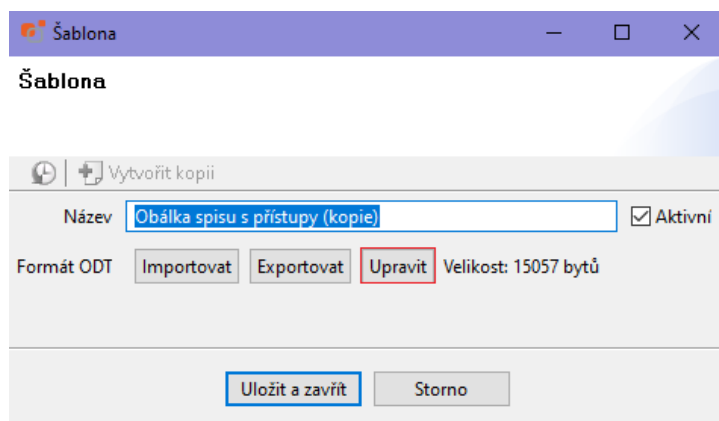 Šablona
Šablona
Vytvořit kopii
Název Obálka spisu s přístupy (kopie) Aktivní
Formát ODT Importovat Exportovat Upravit Velikost: 15057 bytů
Uložit a zavřít Storno